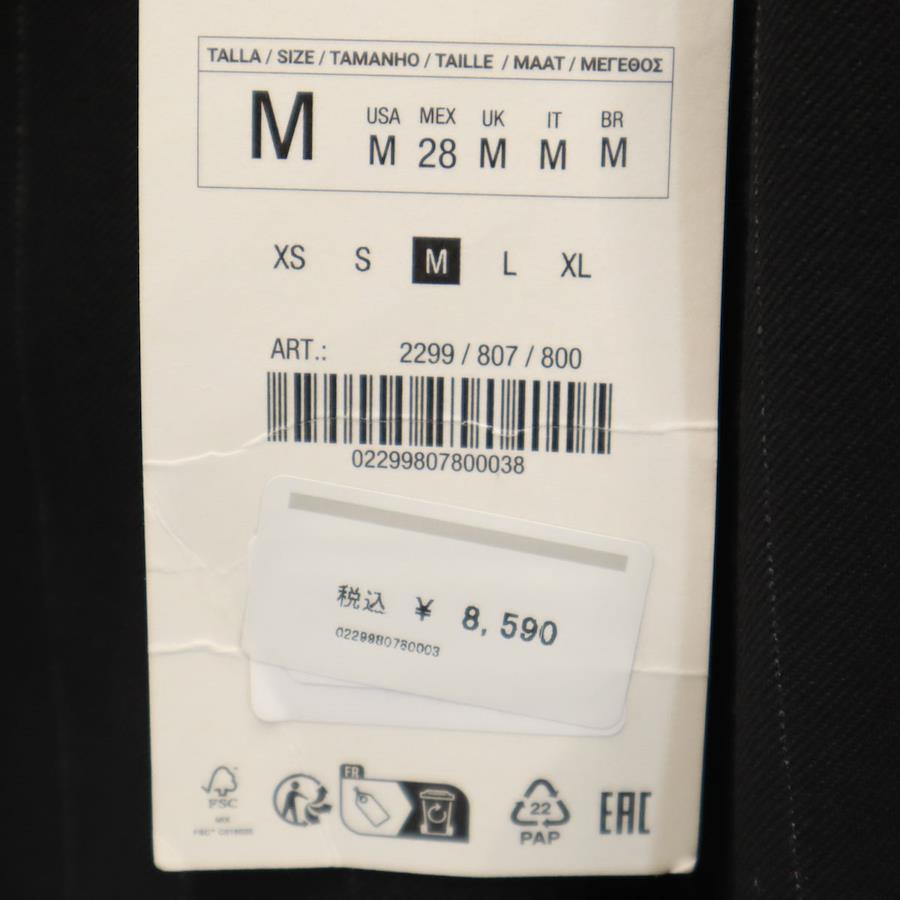 TALLA / SIZE / TAMANHO / TAILLE / MAAT / ΜΕΓΕΘΟΣ
M
USA MEX UK IT BR
M 28 M M M
XS S M L XL
ART.: 2299 / 807 / 800
02299807800038
税込 ¥ 8,590
0229980780003
FSC
MIX
FR
22
PAP
EAC